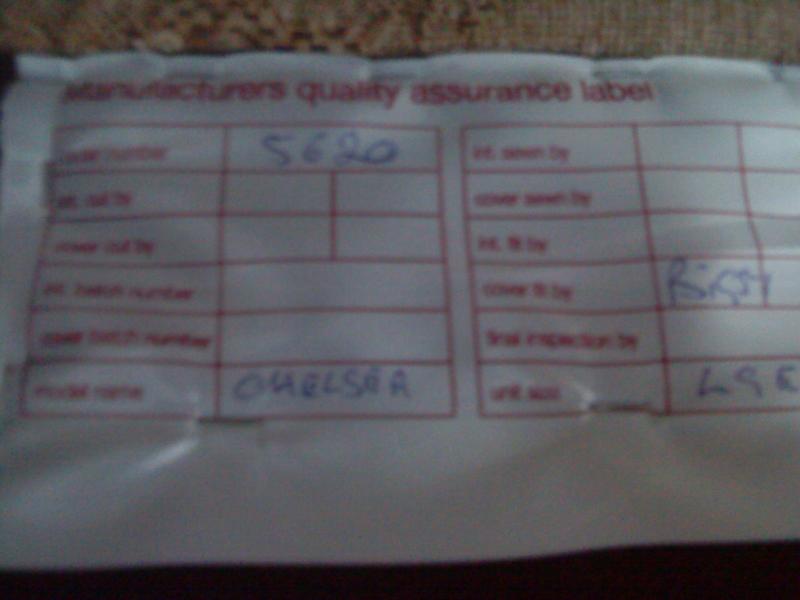 Manufacturers quality assurance label
order number 5620
int. cut by
cover cut by
int. batch number
cover batch number
model name CHELSEA
int. sewn by
cover sewn by
int. fit by
cover fit by
final inspection by
unit size LGE